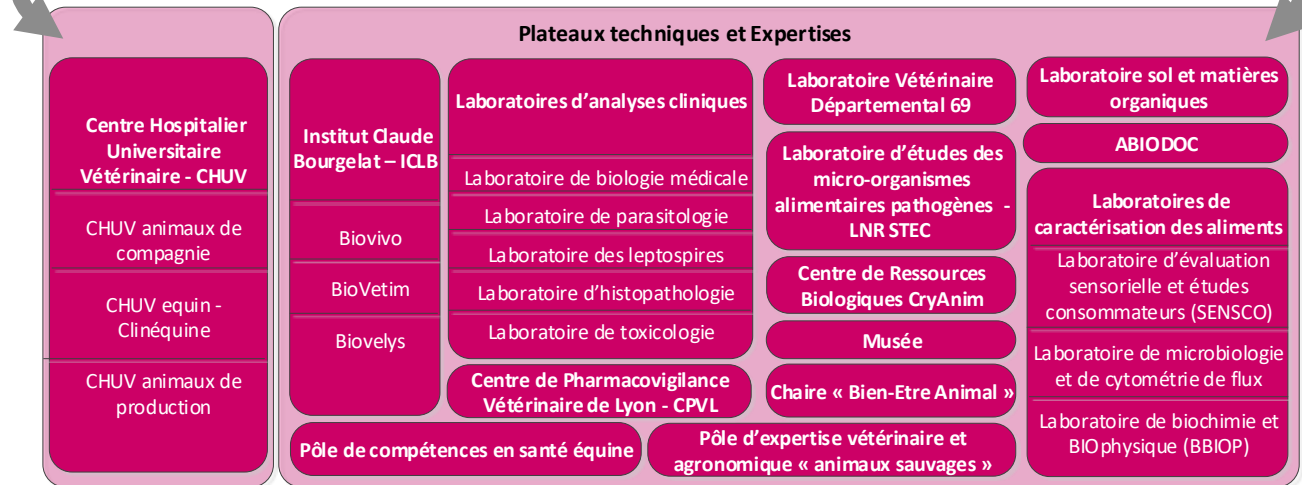 Plateaux techniques et Expertises
Centre Hospitalier
Universitaire
Vétérinaire - CHUV
CHUV animaux de
compagnie
CHUV equin -
Clinéquine
CHUV animaux de
production
Institut Claude
Bourgelat – ICLB
Biovivo
BioVetim
Biovelys
Laboratoires d'analyses cliniques
Laboratoire de biologie médicale
Laboratoire de parasitologie
Laboratoire des leptospires
Laboratoire d'histopathologie
Laboratoire de toxicologie
Centre de Pharmacovigilance
Vétérinaire de Lyon - CPVL
Laboratoire Vétérinaire
Départemental 69
Laboratoire d'études des
micro-organismes
alimentaires pathogènes -
LNR STEC
Centre de Ressources
Biologiques CryAnim
Musée
Chaire « Bien-Etre Animal »
Laboratoire sol et matières
organiques
ABIODOC
Laboratoires de
caractérisation des aliments
Laboratoire d'évaluation
sensorielle et études
consommateurs (SENSCO)
Laboratoire de microbiologie
et de cytométrie de flux
Laboratoire de biochimie et
BIOphysique (BBIOP)
Pôle de compétences en santé équine
Pôle d'expertise vétérinaire et
agronomique « animaux sauvages »